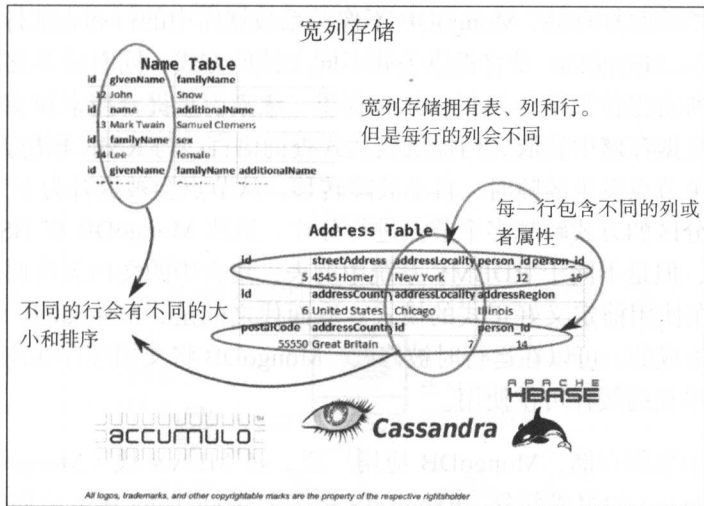 宽列存储
Name Table
id givenName familyName
12 John Snow
id name additionalName
13 Mark Twain Samuel Clemens
id familyName sex
14 Lee female
id givenName familyName additionalName
宽列存储拥有表、列和行。
但是每行的列会不同
每一行包含不同的列或
者属性
Address Table
id streetAddress addressLocality person_id person_id
5 4545 Homer New York 12 15
id addressCountry addressLocality addressRegion
6 United States Chicago Illinois
postalCode addressCountry id person_id
55550 Great Britain 7 14
不同的行会有不同的大
小和排序
accumulo™
Cassandra
APACHE
HBASE
All logos, trademarks, and other copyrightable marks are the property of the respective rightsholder